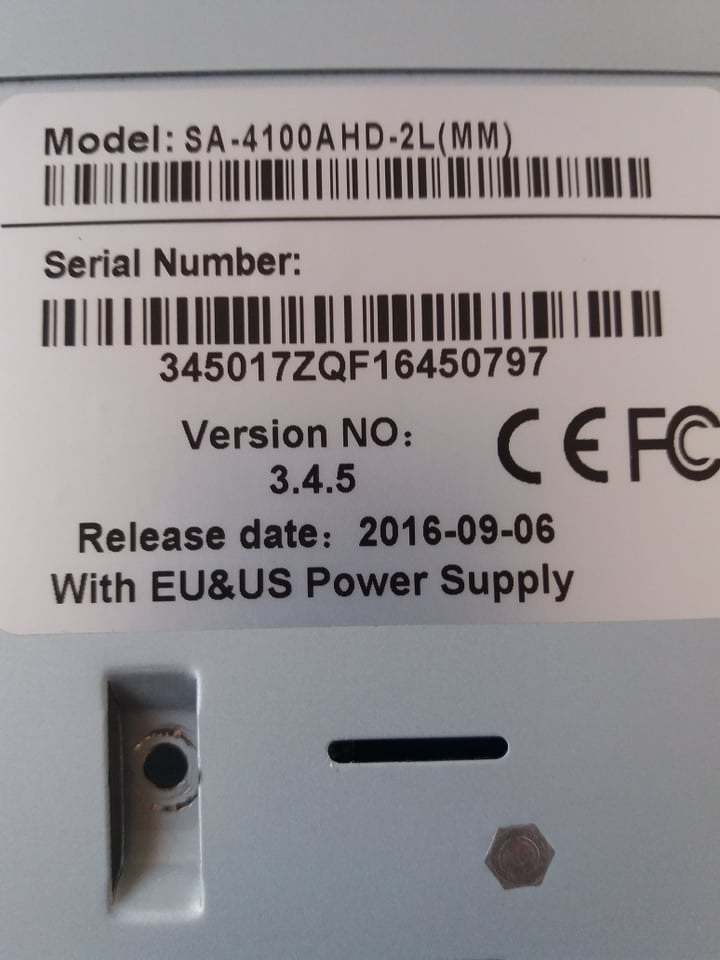 Model: SA-4100AHD-2L(MM)
Serial Number:
345017ZQF16450797
Version NO：
3.4.5
CE FC
Release date：2016-09-06
With EU&US Power Supply